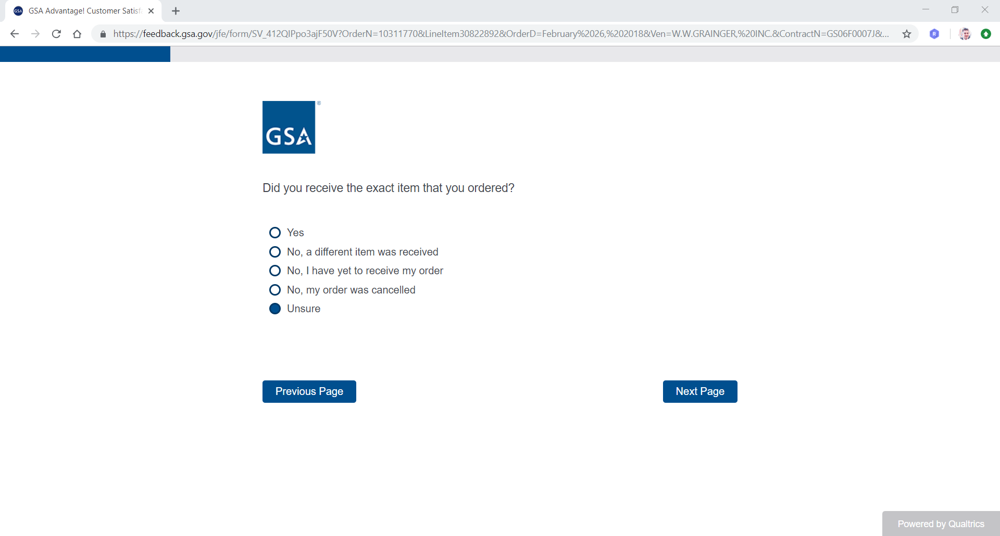 GSA GSA Advantage! Customer Satisf
https://feedback.gsa.gov/jfe/form/SV_412QIPpo3ajF50V?OrderN=10311770&LineItem30822892&OrderD=February%2026,%202018&Ven=W.W.GRAINGER,%20INC.&ContractN=GS06F0007J&... R
GSA ®
Did you receive the exact item that you ordered?
Yes
No, a different item was received
No, I have yet to receive my order
No, my order was cancelled
Unsure
Previous Page Next Page
Powered by Qualtrics